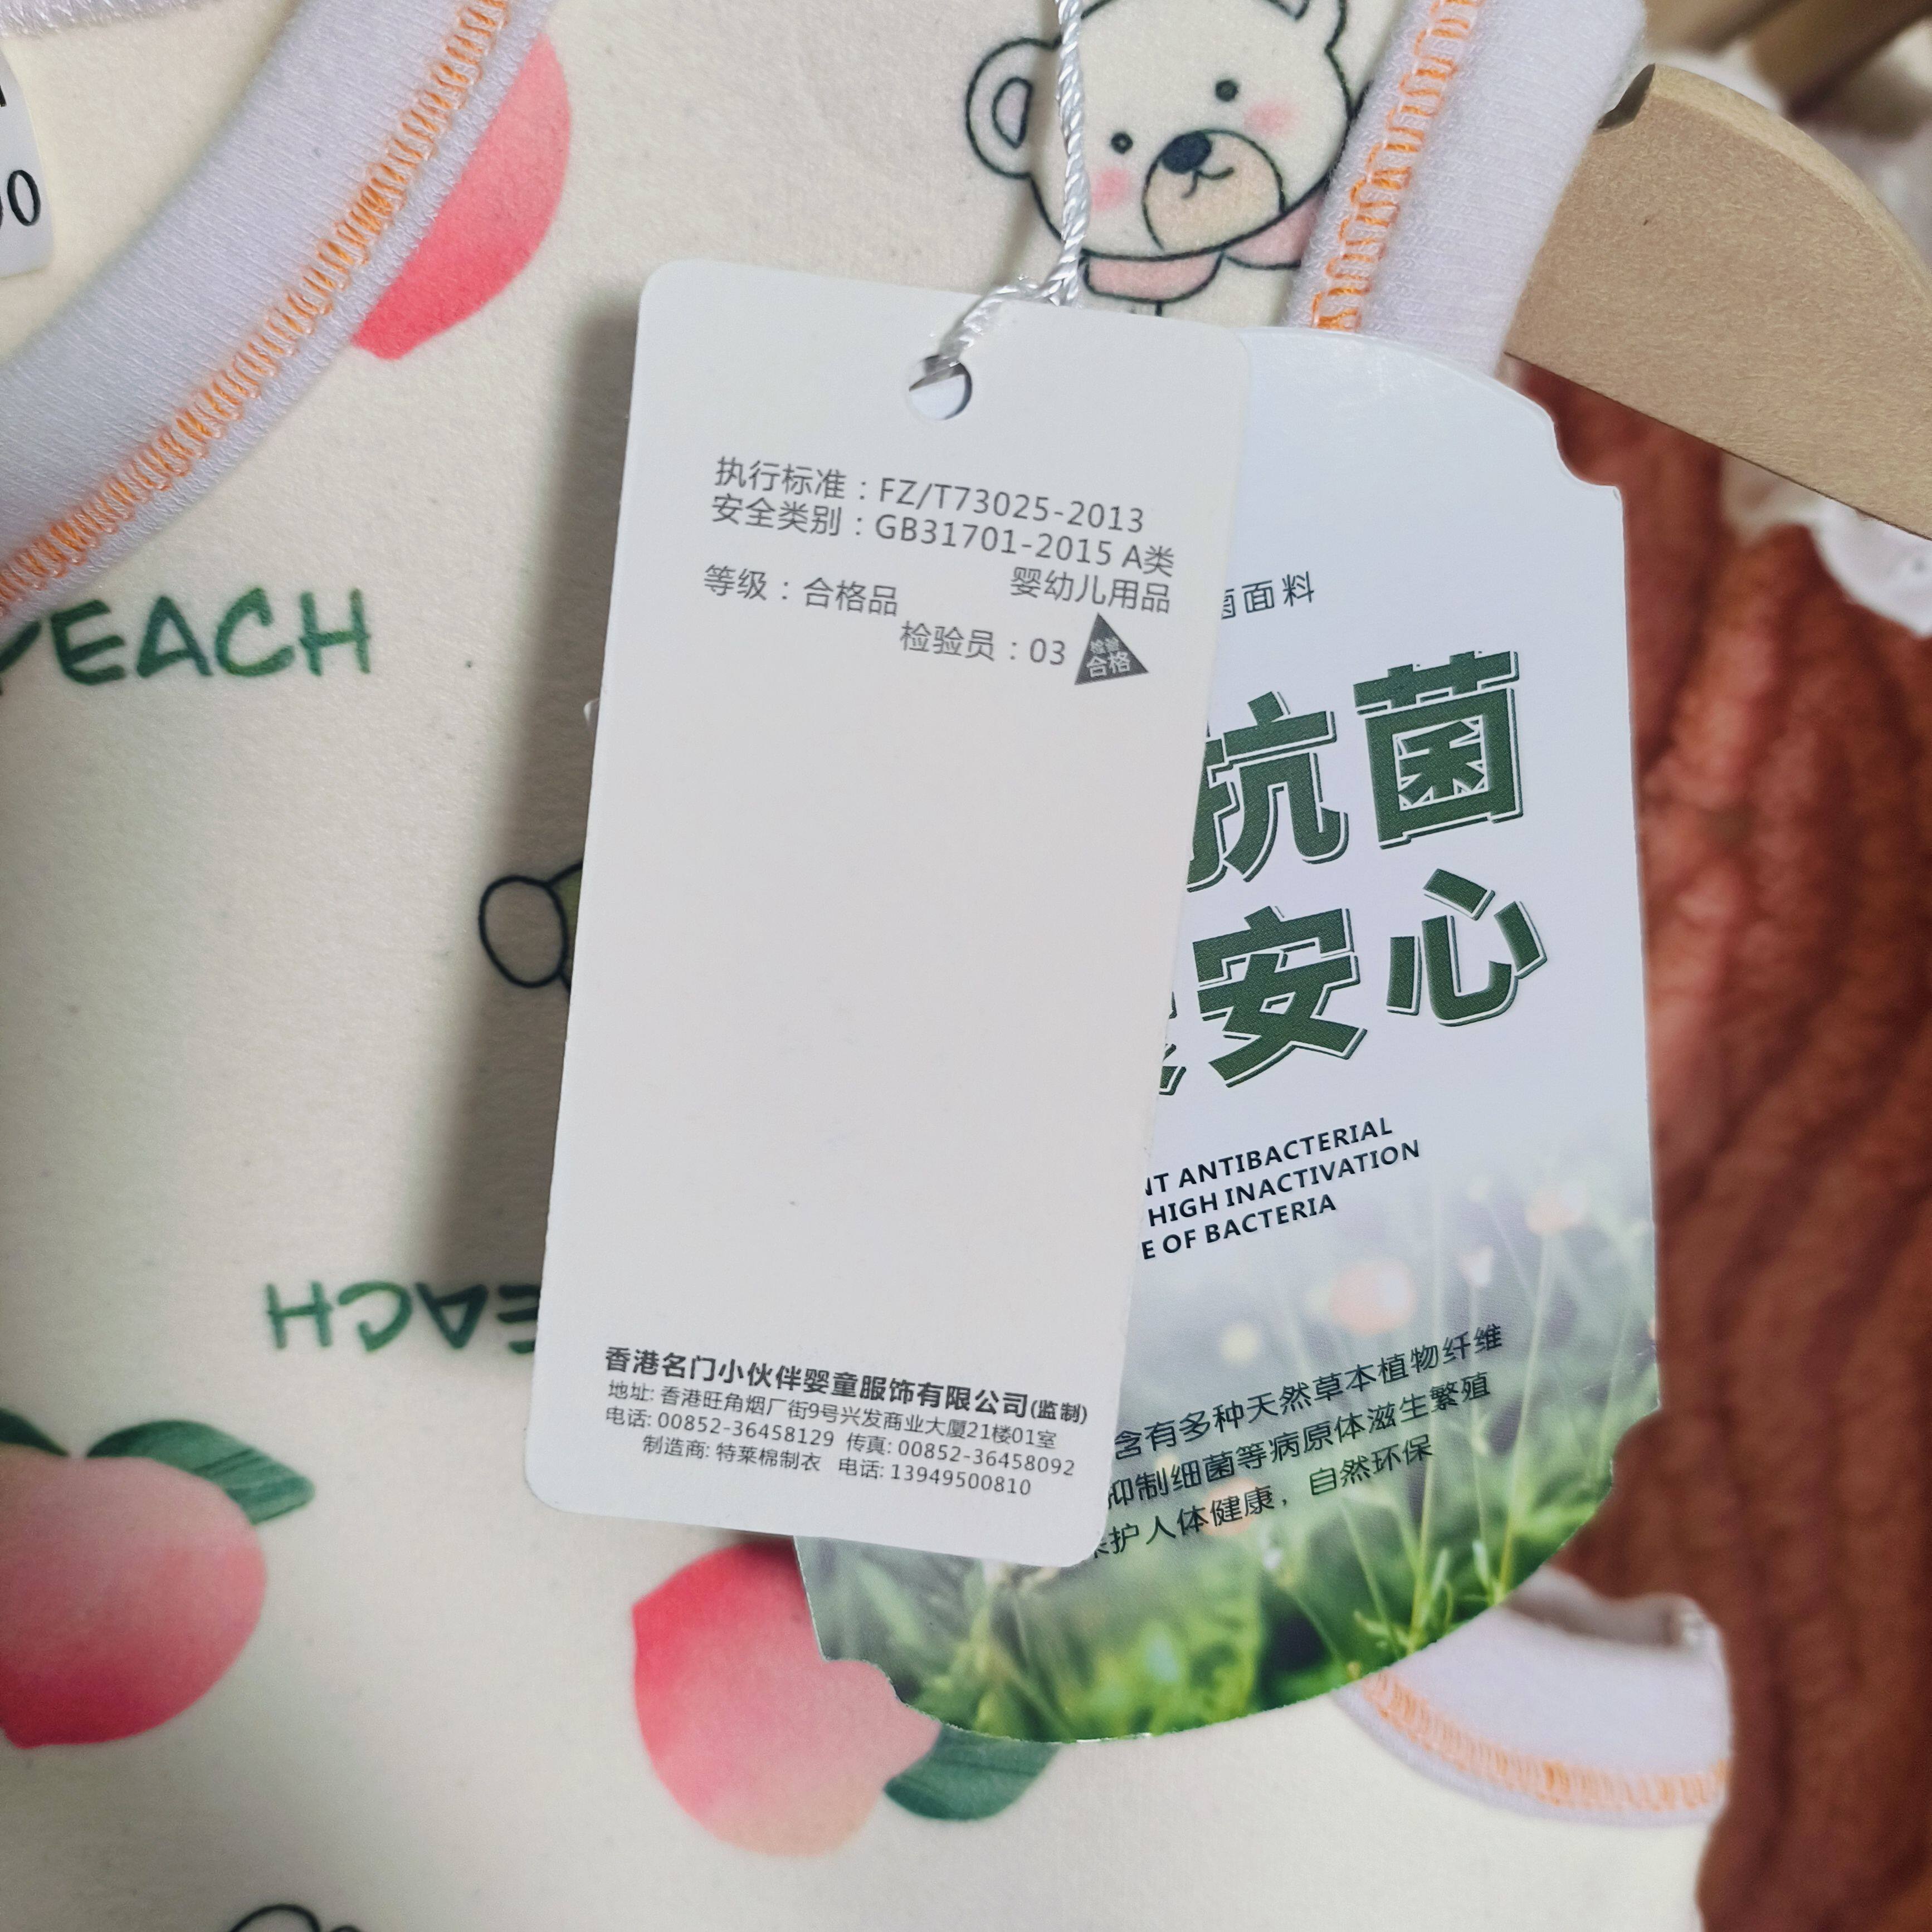 PEACH
执行标准：FZ/T73025-2013
安全类别：GB31701-2015 A类
婴幼儿用品
等级：合格品
检验员：03
检验
合格
面料
抗菌
安心
ANTIBACTERIAL
HIGH INACTIVATION
OF BACTERIA
EACH
香港名门小伙伴婴童服饰有限公司(监制)
地址: 香港旺角烟厂街9号兴发商业大厦21楼01室
电话: 00852-36458129 传真: 00852-36458092
制造商: 特莱棉制衣 电话: 13949500810
含有多种天然草本植物纤维
抑制细菌等病原体滋生繁殖
护人体健康，自然环保